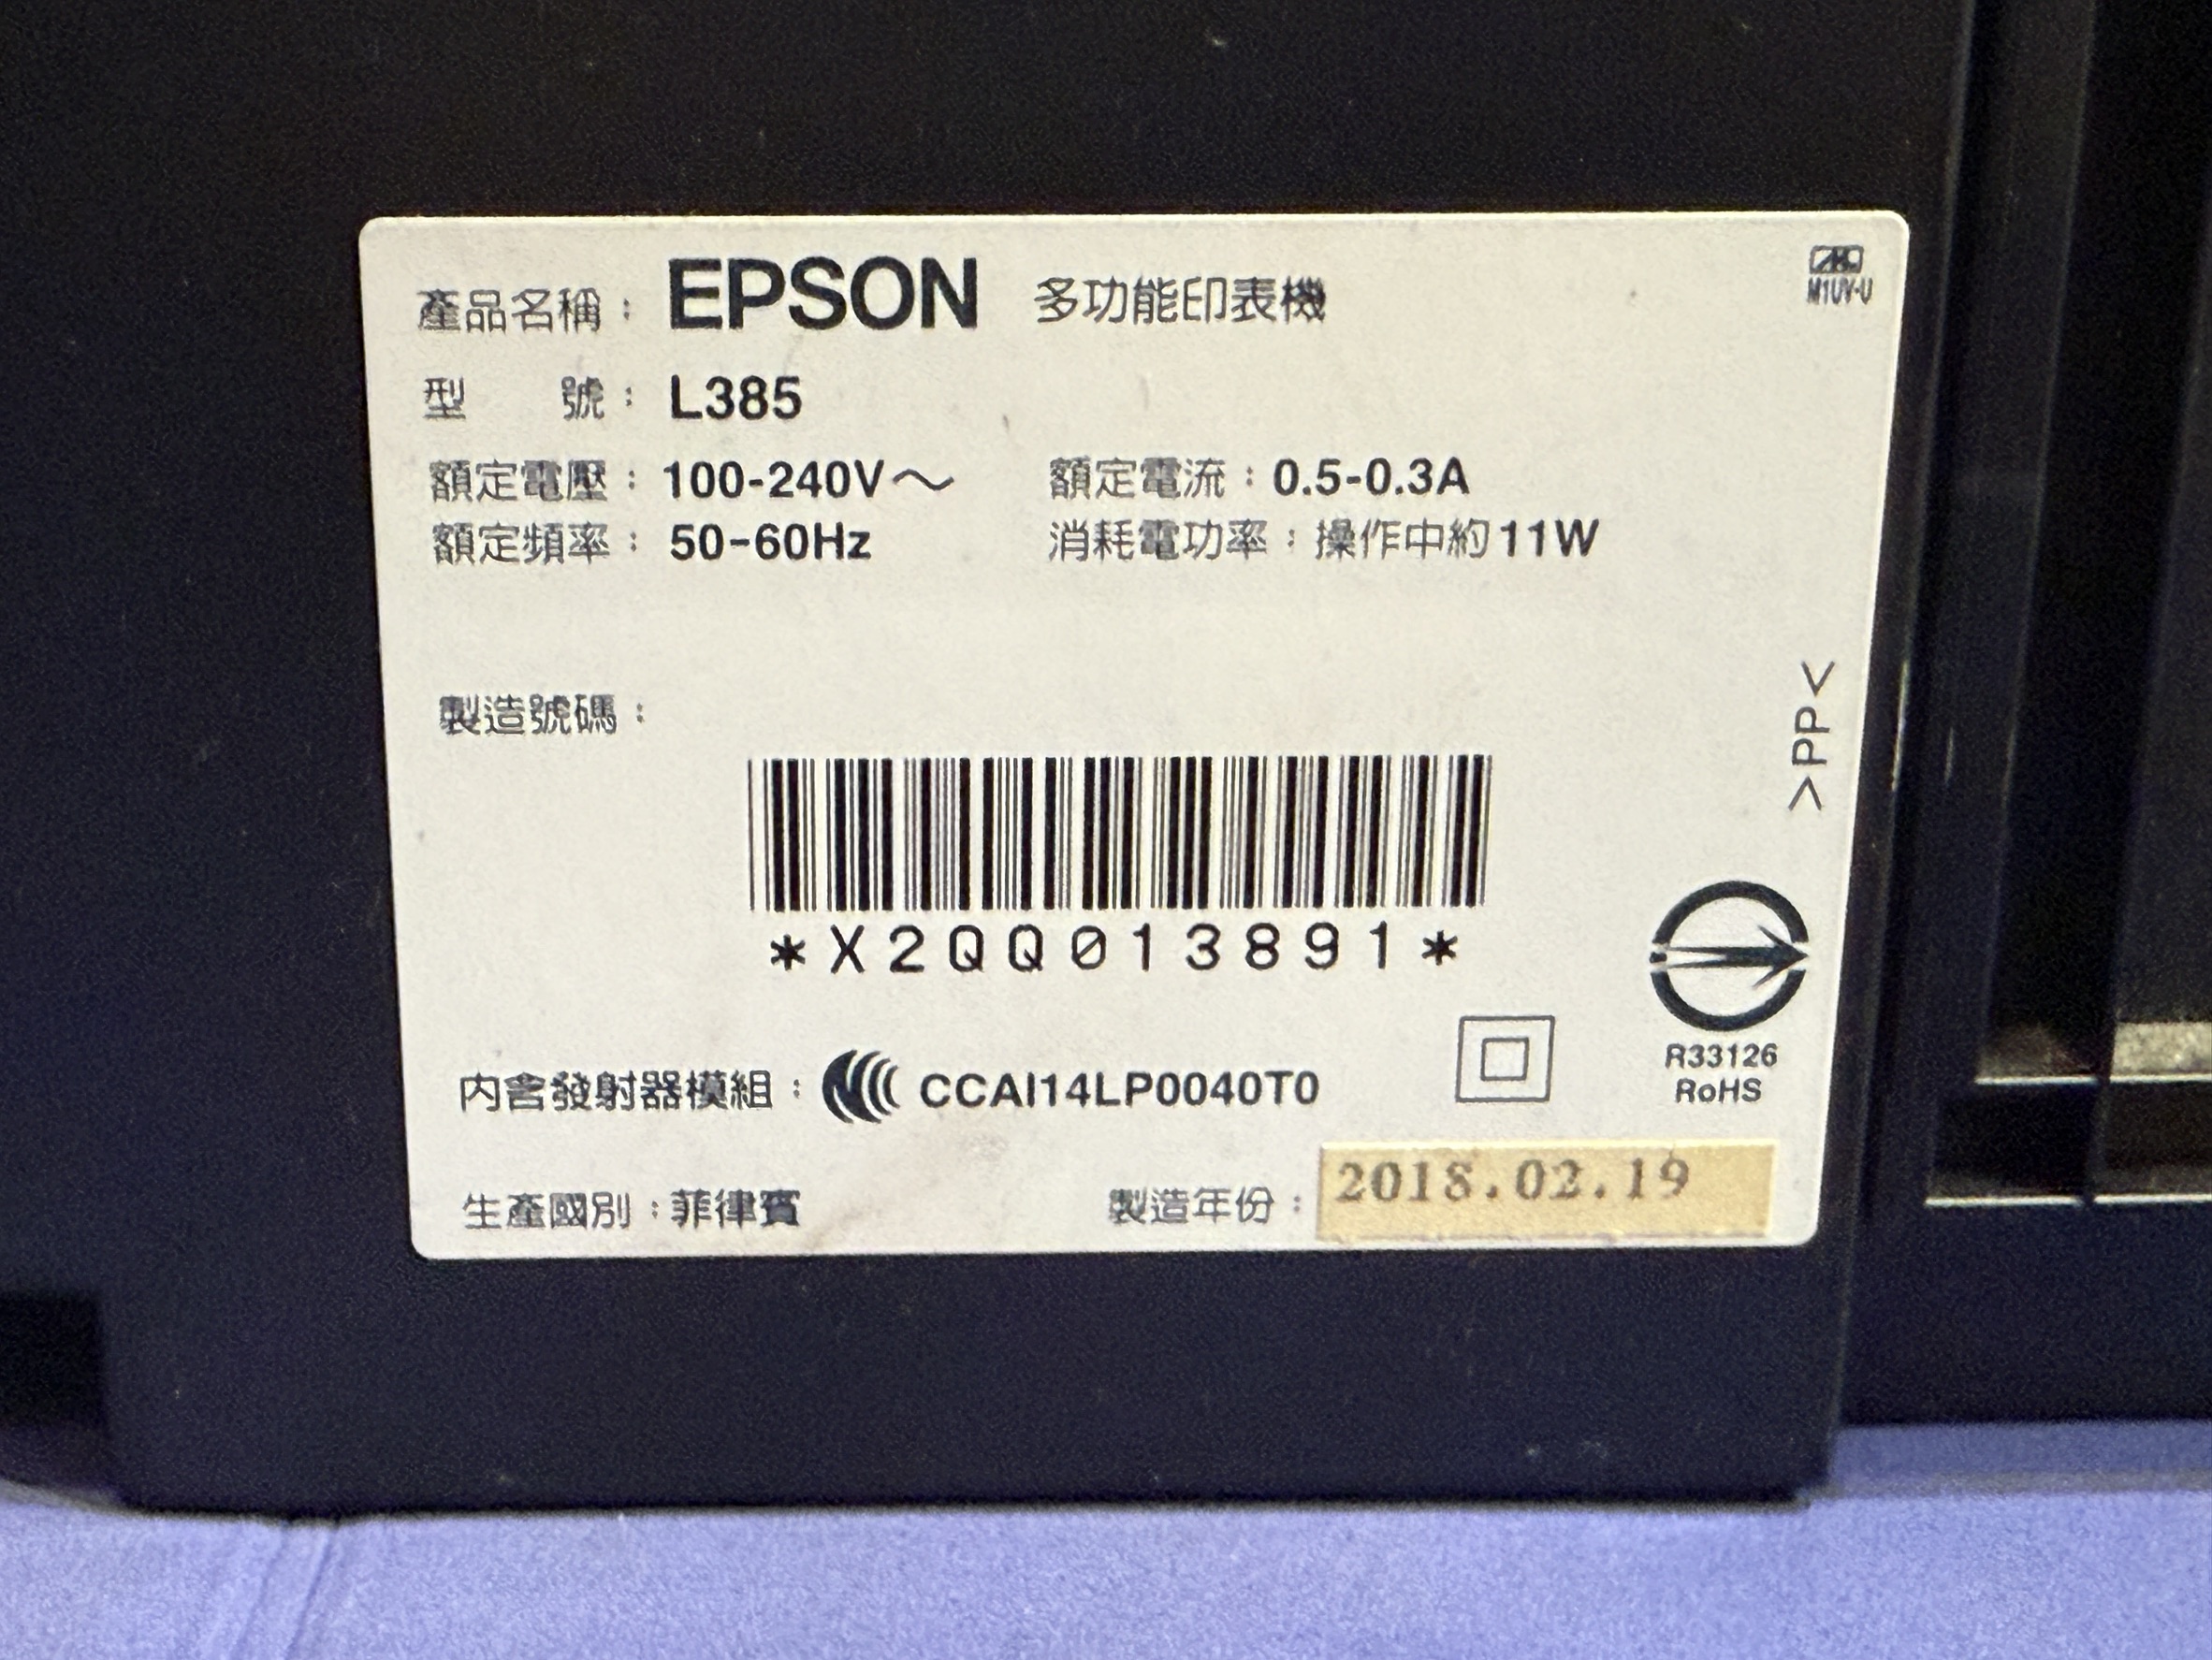 產品名稱：EPSON 多功能印表機
M1UV-U
型 號：L385
額定電壓：100-240V～ 額定電流：0.5-0.3A
額定頻率：50-60Hz 消耗電功率：操作中約11W
>PP<
製造號碼：
*X2QQ013891*
R33126
RoHS
內含發射器模組： CCAI14LP0040T0
生產國別：菲律賓 製造年份：2018.02.19